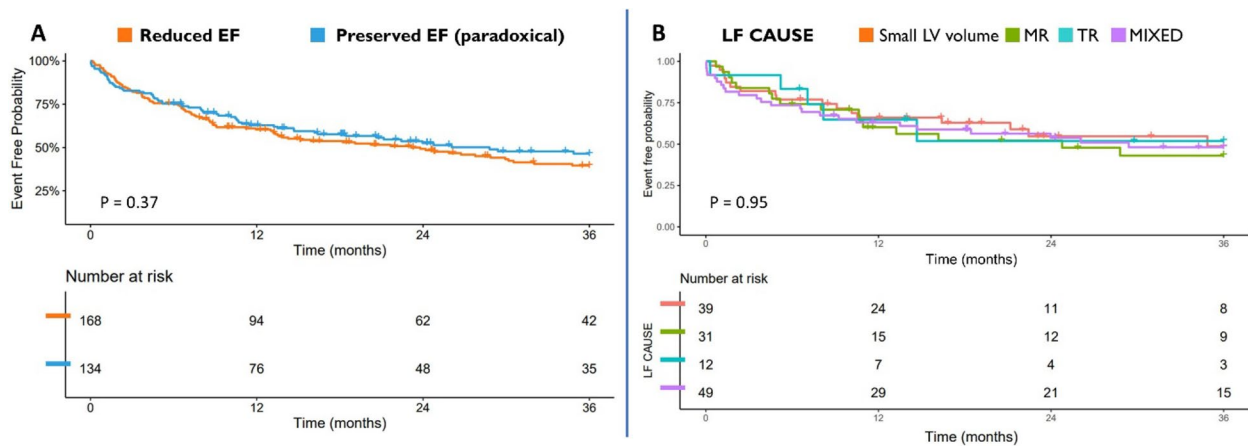 A Reduced EF Preserved EF (paradoxical)
100%
75%
50%
25%
Event Free Probability
P = 0.37
0 12 24 36
Time (months)
Number at risk
168 94 62 42
134 76 48 35
0 12 24 36
Time (months)
B LF CAUSE Small LV volume MR TR MIXED
1.00
0.75
0.50
0.25
0.00
Event free probability
P = 0.95
0 12 24 36
Time (months)
Number at risk
LF CAUSE
39 24 11 8
31 15 12 9
12 7 4 3
49 29 21 15
0 12 24 36
Time (months)